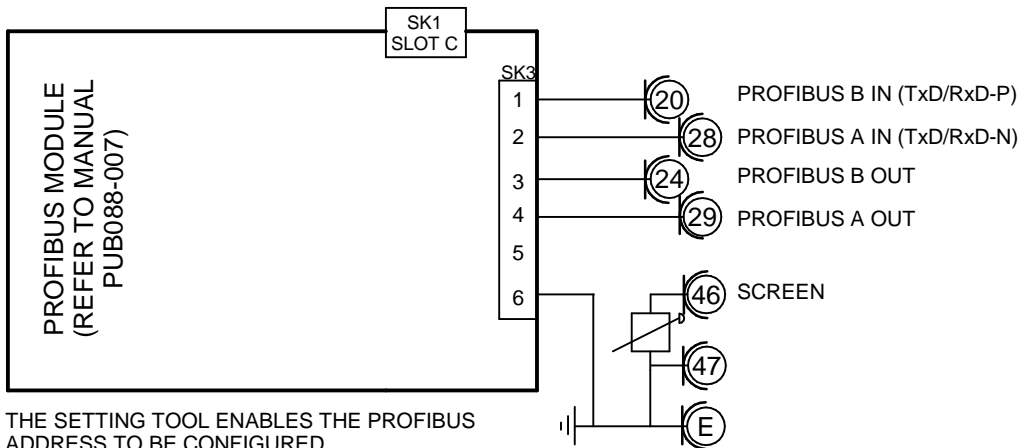 SK1
SLOT C
PROFIBUS MODULE
(REFER TO MANUAL
PUB088-007)
SK3
1
2
3
4
5
6
20
PROFIBUS B IN (TxD/RxD-P)
28
PROFIBUS A IN (TxD/RxD-N)
24
PROFIBUS B OUT
29
PROFIBUS A OUT
46
SCREEN
47
E
THE SETTING TOOL ENABLES THE PROFIBUS
ADDRESS TO BE CONFIGURED